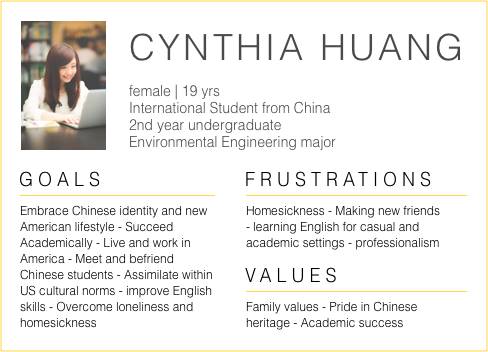 CYNTHIA HUANG
female | 19 yrs
International Student from China
2nd year undergraduate
Environmental Engineering major
GOALS
Embrace Chinese identity and new
American lifestyle - Succeed
Academically - Live and work in
America - Meet and befriend
Chinese students - Assimilate within
US cultural norms - improve English
skills - Overcome loneliness and
homesickness
FRUSTRATIONS
Homesickness - Making new friends
- learning English for casual and
academic settings - professionalism
VALUES
Family values - Pride in Chinese
heritage - Academic success